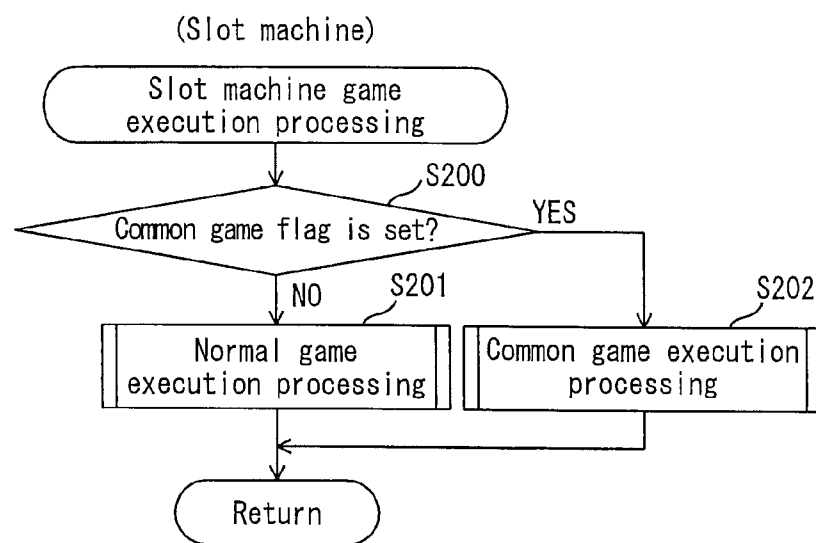 (Slot machine)
Slot machine game
execution processing
S200
Common game flag is set?
YES
NO
S201
S202
Normal game
execution processing
Common game execution
processing
Return